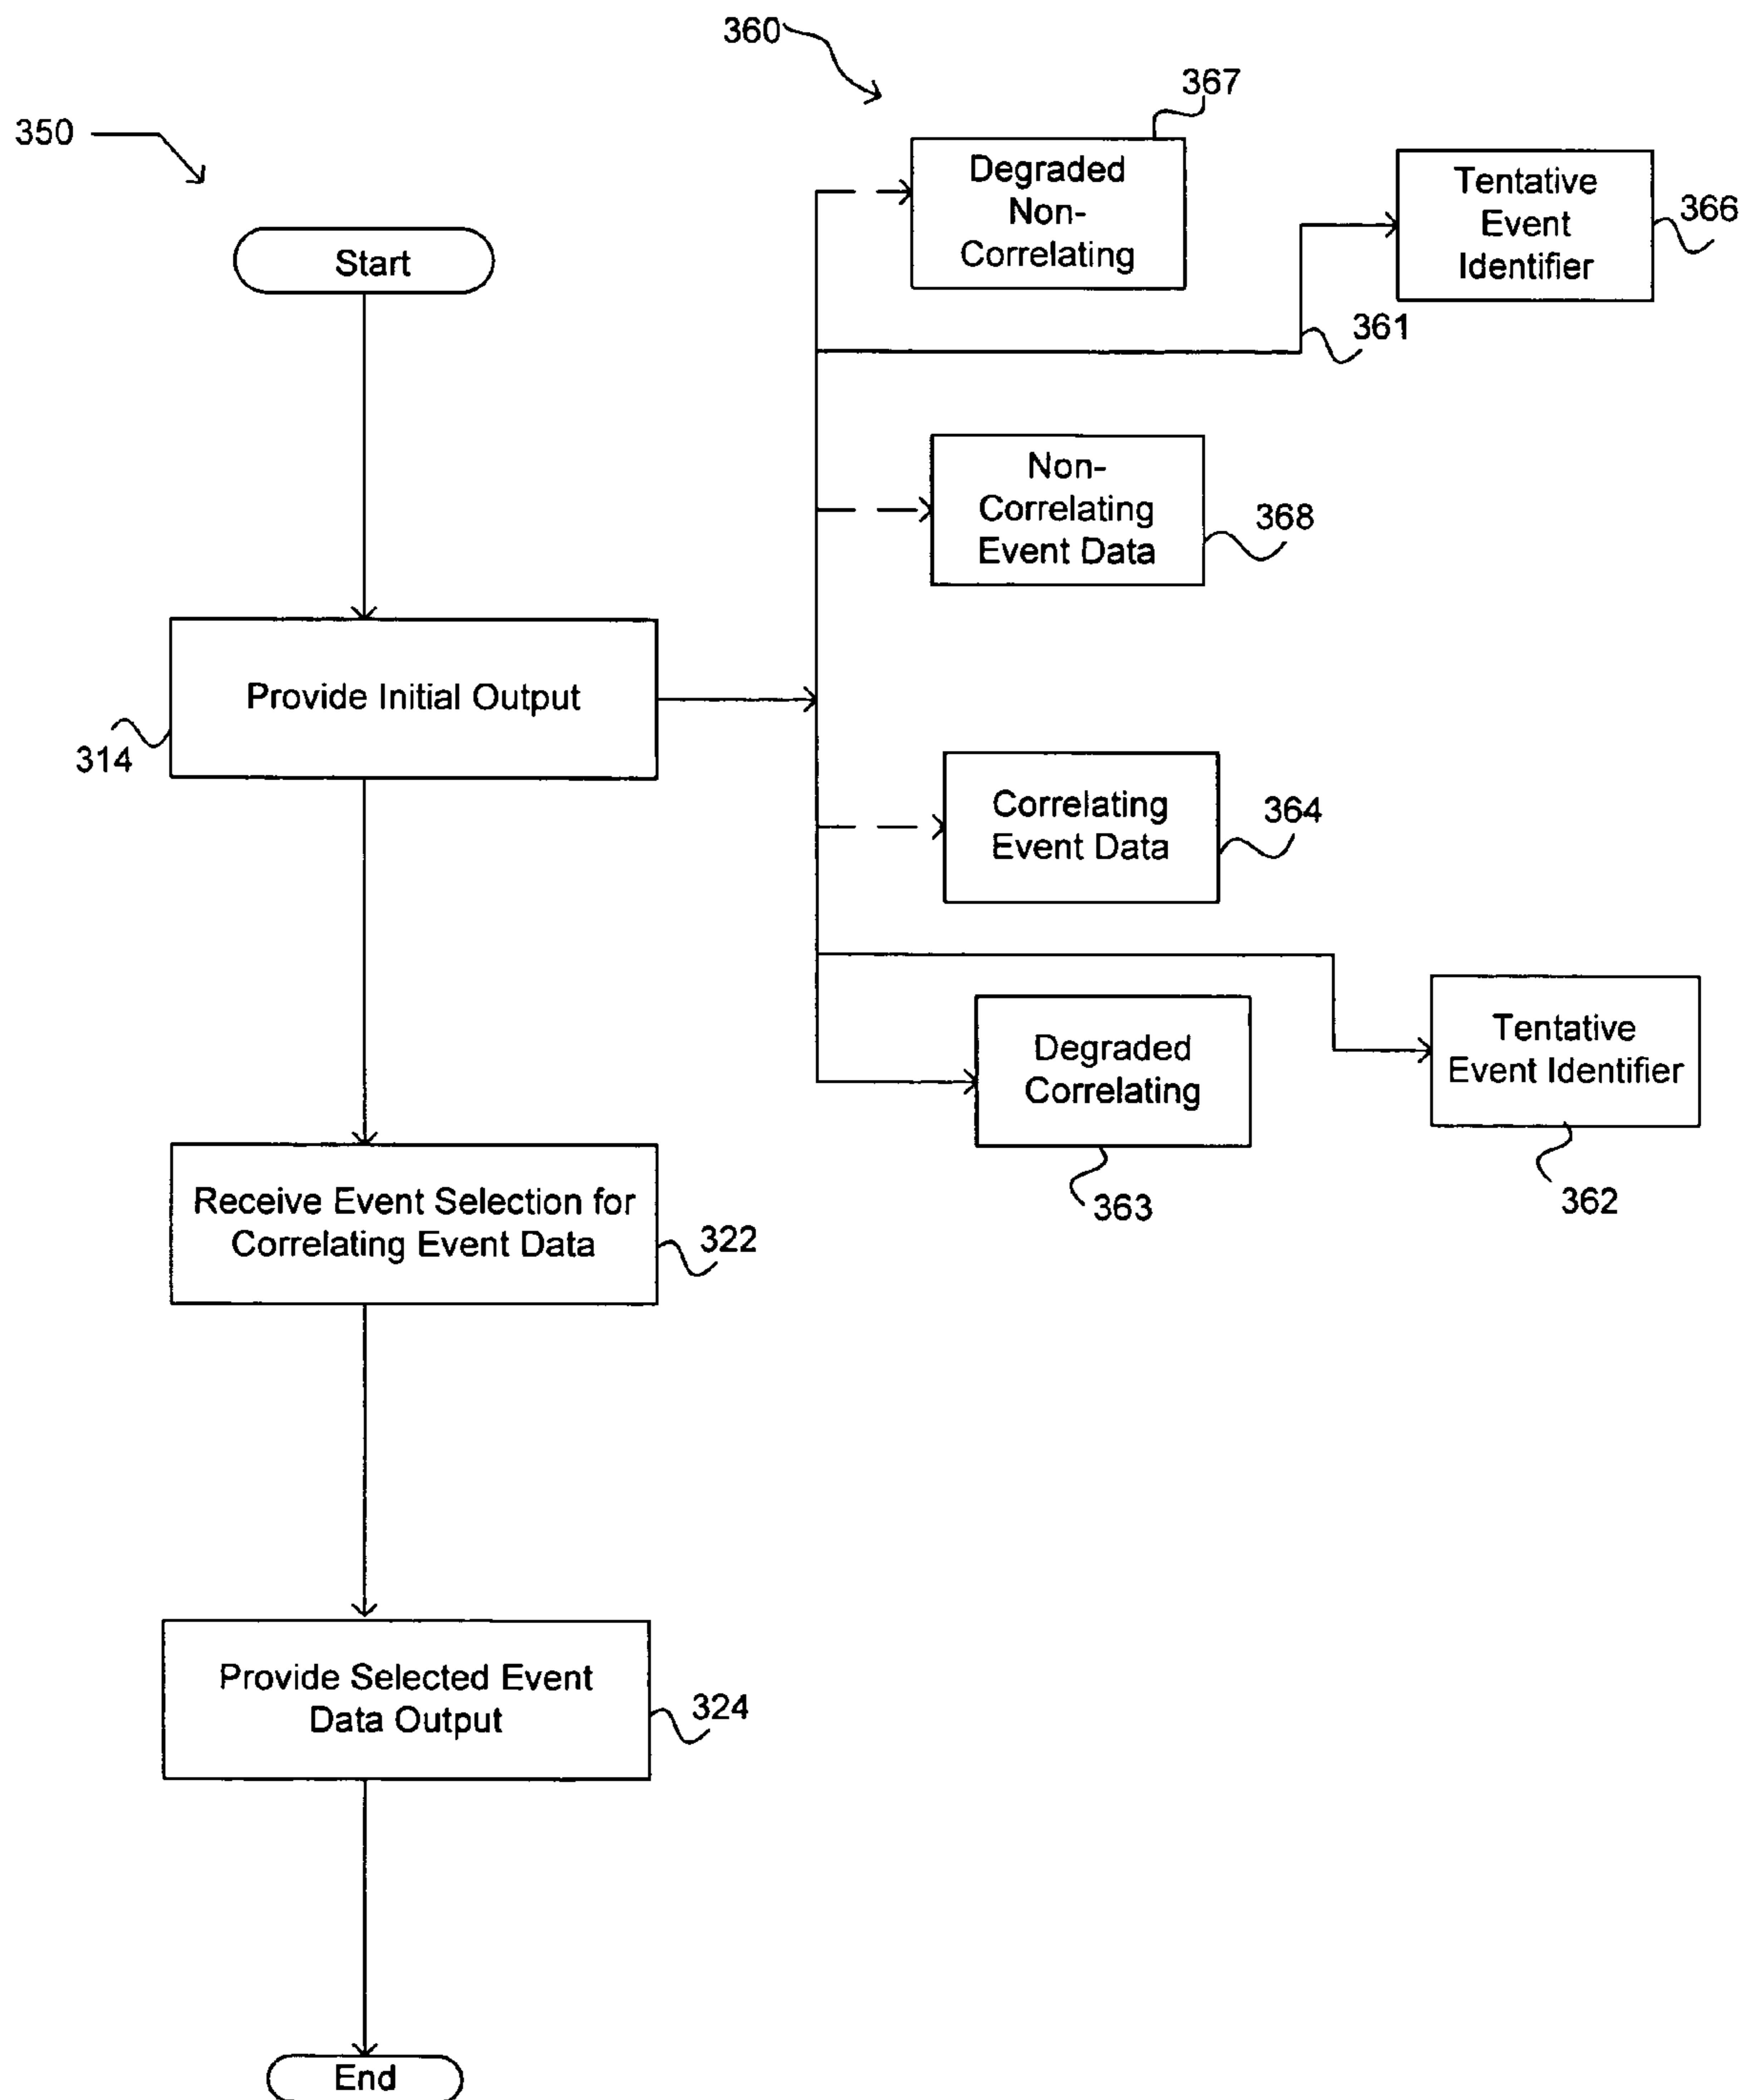 360
367
350
Degraded
Non-
Correlating
Tentative
Event
Identifier
366
Start
361
Non-
Correlating
Event Data
368
Provide Initial Output
314
Correlating
Event Data
364
Degraded
Correlating
363
Tentative
Event Identifier
362
Receive Event Selection for
Correlating Event Data
322
Provide Selected Event
Data Output
324
End